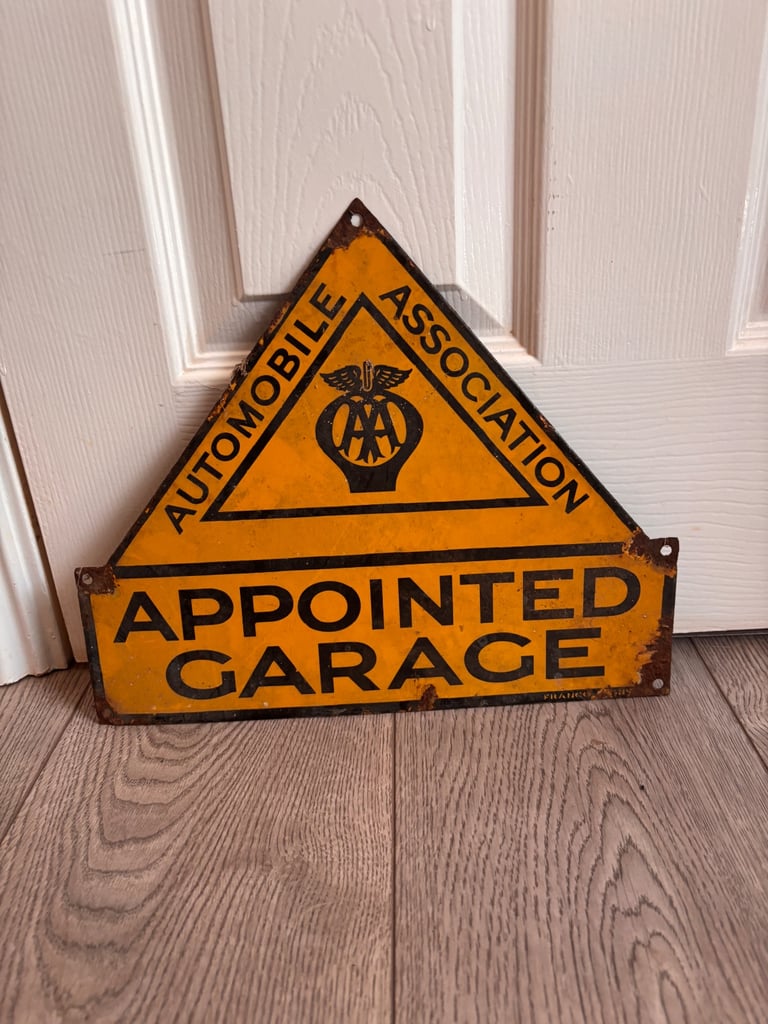 AUTOMOBILE
ASSOCIATION
AA
APPOINTED
GARAGE